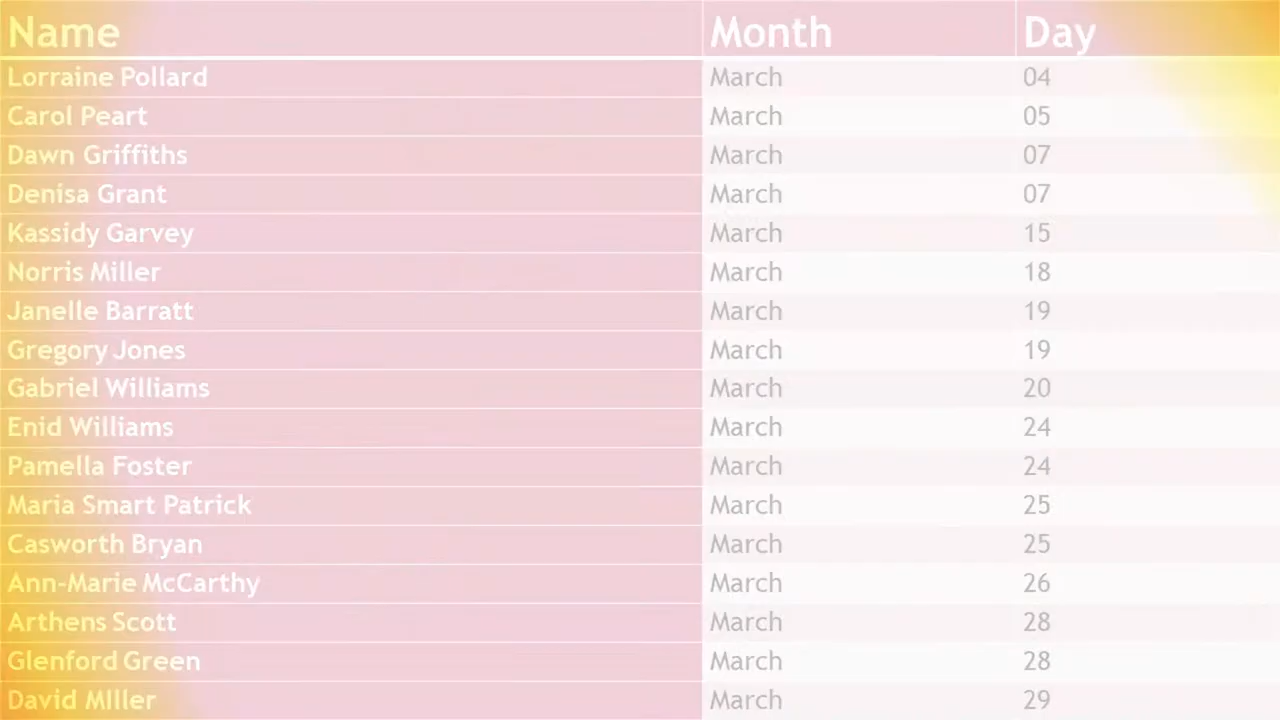 Name Month Day
Lorraine Pollard March 04
Carol Peart March 05
Dawn Griffiths March 07
Denisa Grant March 07
Kassidy Garvey March 15
Norris Miller March 18
Janelle Barratt March 19
Gregory Jones March 19
Gabriel Williams March 20
Enid Williams March 24
Pamella Foster March 24
Maria Smart Patrick March 25
Casworth Bryan March 25
Ann-Marie McCarthy March 26
Arthens Scott March 28
Glenford Green March 28
David MIller March 29